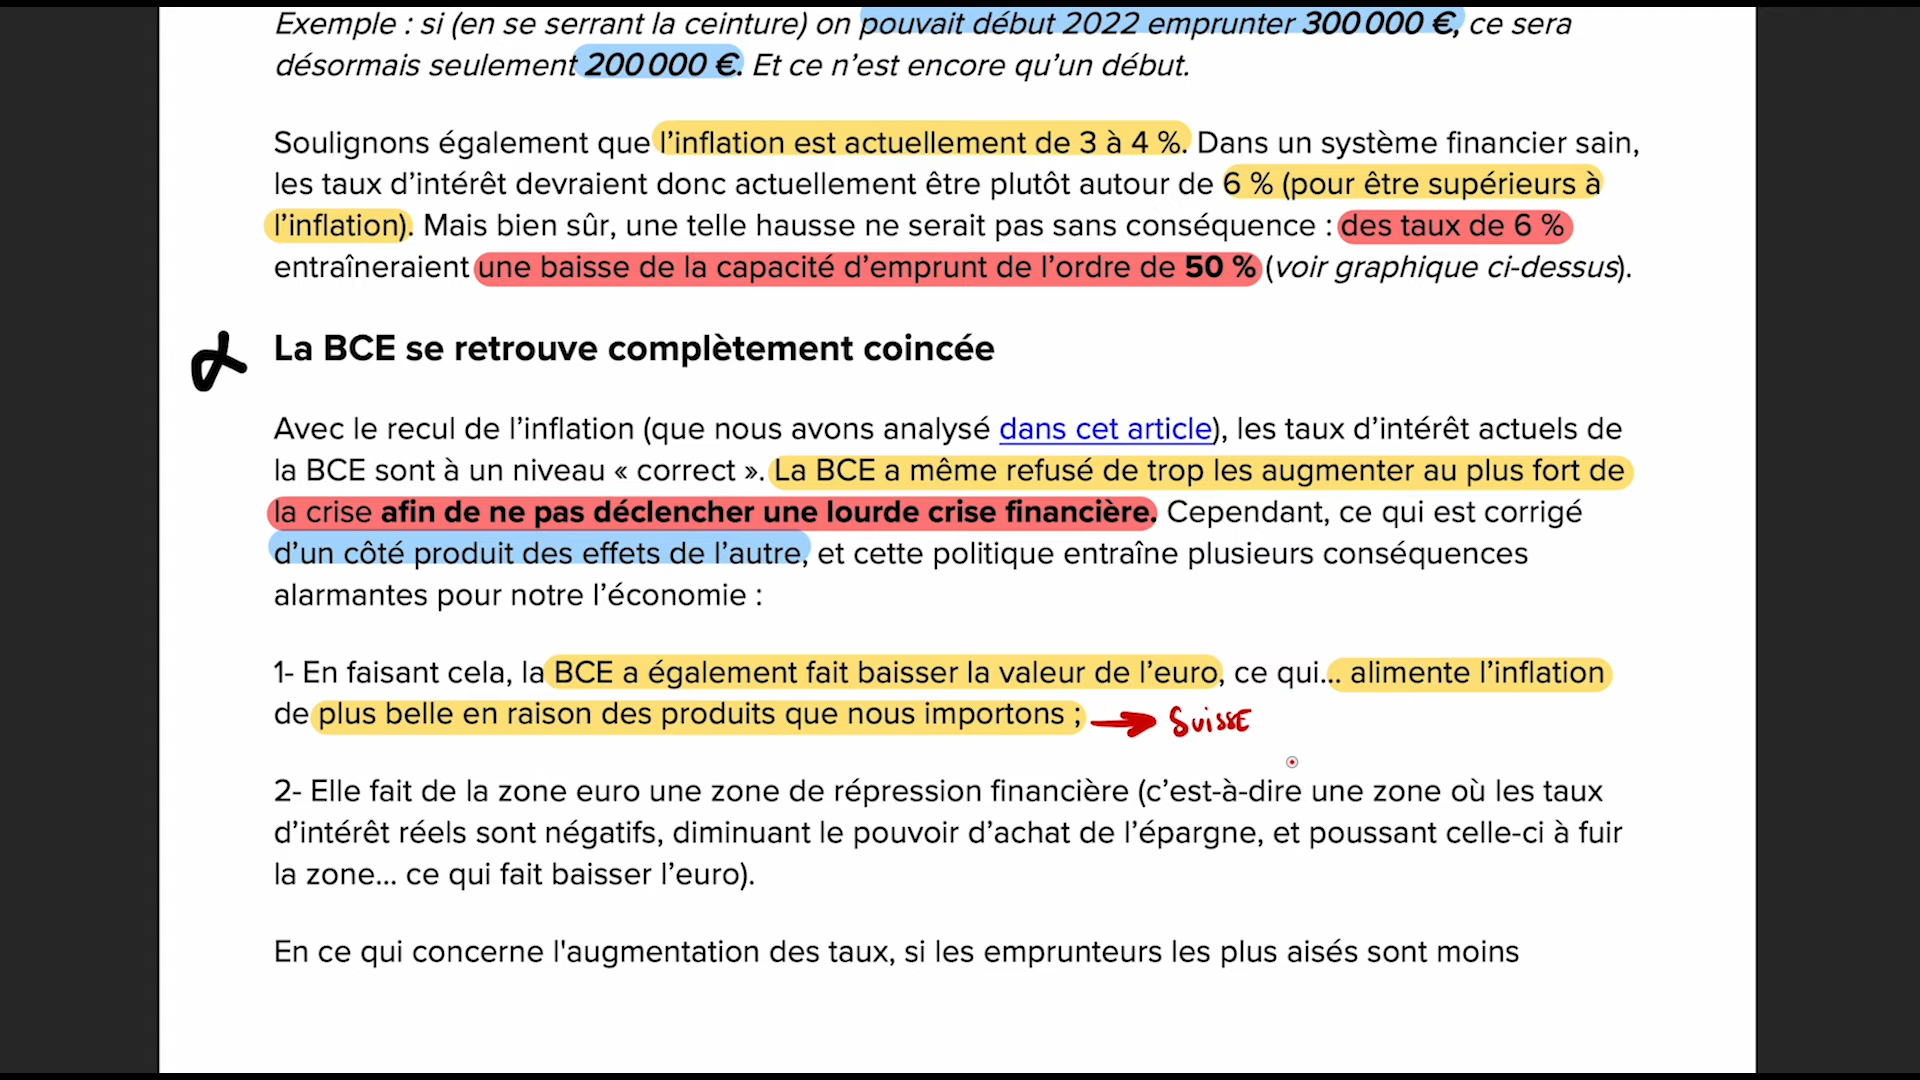 Exemple : si (en se serrant la ceinture) on pouvait début 2022 emprunter 300 000 €, ce sera
désormais seulement 200 000 €. Et ce n’est encore qu’un début.
Soulignons également que l’inflation est actuellement de 3 à 4 %. Dans un système financier sain,
les taux d’intérêt devraient donc actuellement être plutôt autour de 6 % (pour être supérieurs à
l’inflation). Mais bien sûr, une telle hausse ne serait pas sans conséquence : des taux de 6 %
entraîneraient une baisse de la capacité d’emprunt de l’ordre de 50 % (voir graphique ci-dessus).
La BCE se retrouve complètement coincée
Avec le recul de l’inflation (que nous avons analysé dans cet article), les taux d’intérêt actuels de
la BCE sont à un niveau « correct ». La BCE a même refusé de trop les augmenter au plus fort de
la crise afin de ne pas déclencher une lourde crise financière. Cependant, ce qui est corrigé
d’un côté produit des effets de l’autre, et cette politique entraîne plusieurs conséquences
alarmantes pour notre l’économie :
1- En faisant cela, la BCE a également fait baisser la valeur de l’euro, ce qui... alimente l’inflation
de plus belle en raison des produits que nous importons ; → SUISSE
2- Elle fait de la zone euro une zone de répression financière (c’est-à-dire une zone où les taux
d’intérêt réels sont négatifs, diminuant le pouvoir d’achat de l’épargne, et poussant celle-ci à fuir
la zone... ce qui fait baisser l’euro).
En ce qui concerne l'augmentation des taux, si les emprunteurs les plus aisés sont moins